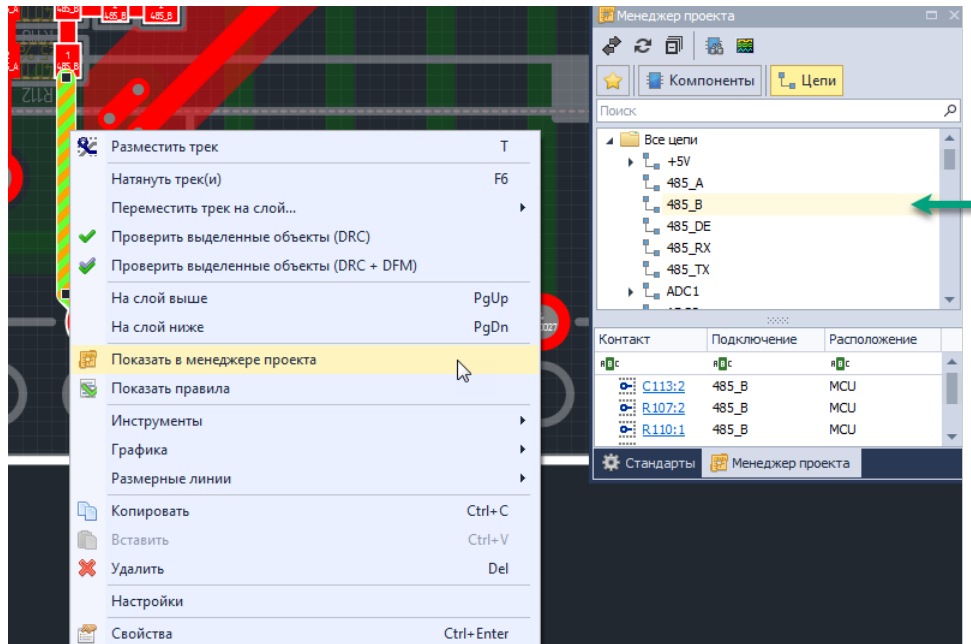 485_B
485_B
485_B
1
485_B
R112
Разместить трек T
Натянуть трек(и) F6
Переместить трек на слой...
Проверить выделенные объекты (DRC)
Проверить выделенные объекты (DRC + DFM)
На слой выше PgUp
На слой ниже PgDn
Показать в менеджере проекта
Показать правила
Инструменты
Графика
Размерные линии
Копировать Ctrl+C
Вставить Ctrl+V
Удалить Del
Настройки
Свойства Ctrl+Enter
Менеджер проекта
Компоненты Цепи
Поиск
Все цепи
+5V
485_A
485_B
485_DE
485_RX
485_TX
ADC1
Контакт Подключение Расположение
ABC ABC ABC
C113:2 485_B MCU
R107:2 485_B MCU
R110:1 485_B MCU
Стандарты Менеджер проекта